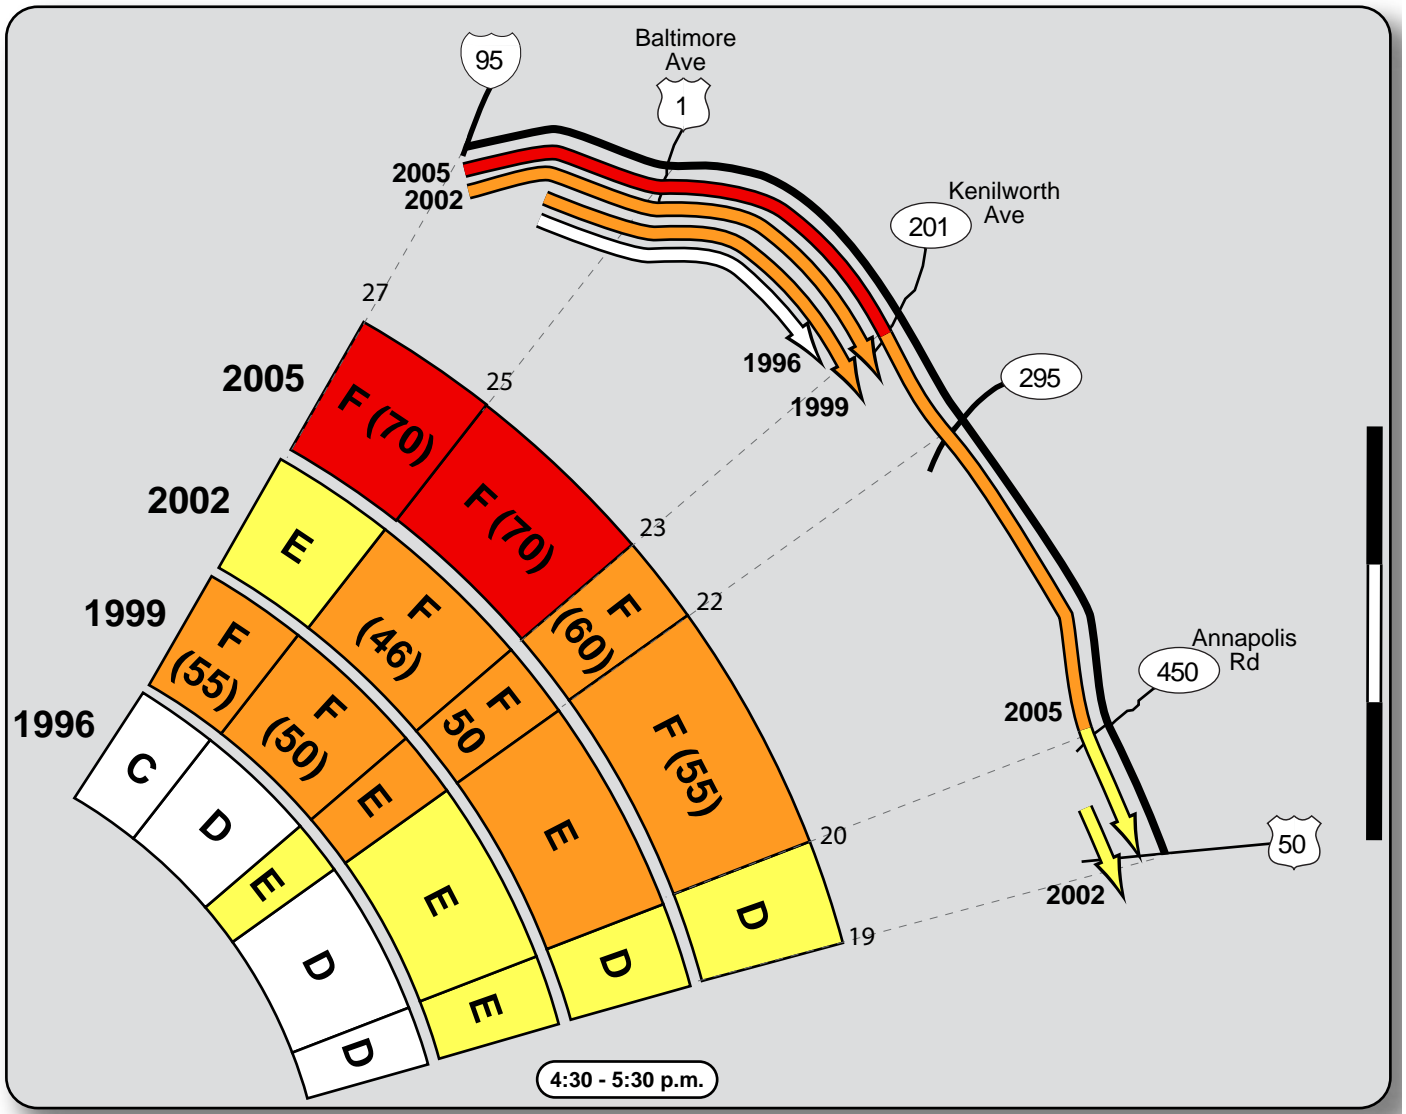 95
Baltimore
Ave
1
2005
2002
Kenilworth
Ave
201
27
1996
1999
295
25
2005
F (70)
F (70)
23
22
2002
E
F
(46)
F
50
E
D
F
(60)
F (55)
D
20
19
1999
F
(55)
F
(50)
E
E
E
1996
C
D
E
D
D
Annapolis
Rd
450
2005
50
2002
4:30 - 5:30 p.m.